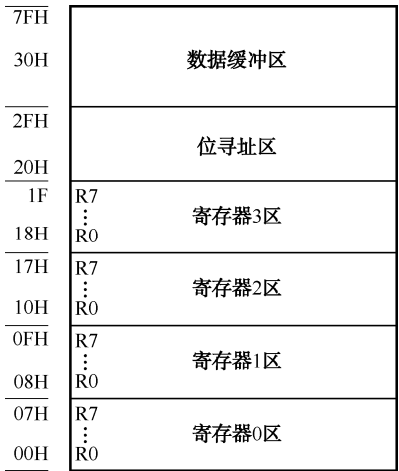 7FH
30H
数据缓冲区
2FH
20H
位寻址区
1F
18H
R7
⋮
R0
寄存器3区
17H
10H
R7
⋮
R0
寄存器2区
0FH
08H
R7
⋮
R0
寄存器1区
07H
00H
R7
⋮
R0
寄存器0区